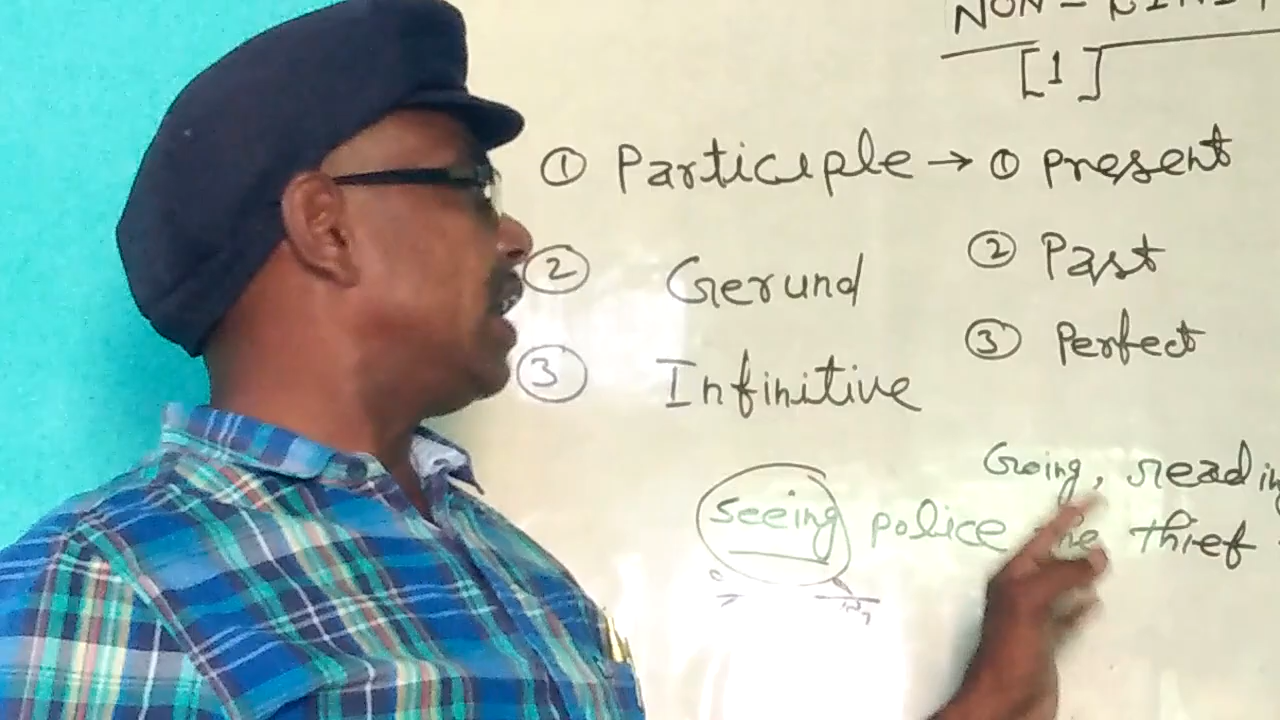 NON-FINIT
[1]
① Participle → ① Present
② Gerund ② Past
③ Infinitive ③ Perfect
Going, reading
seeing police the thief